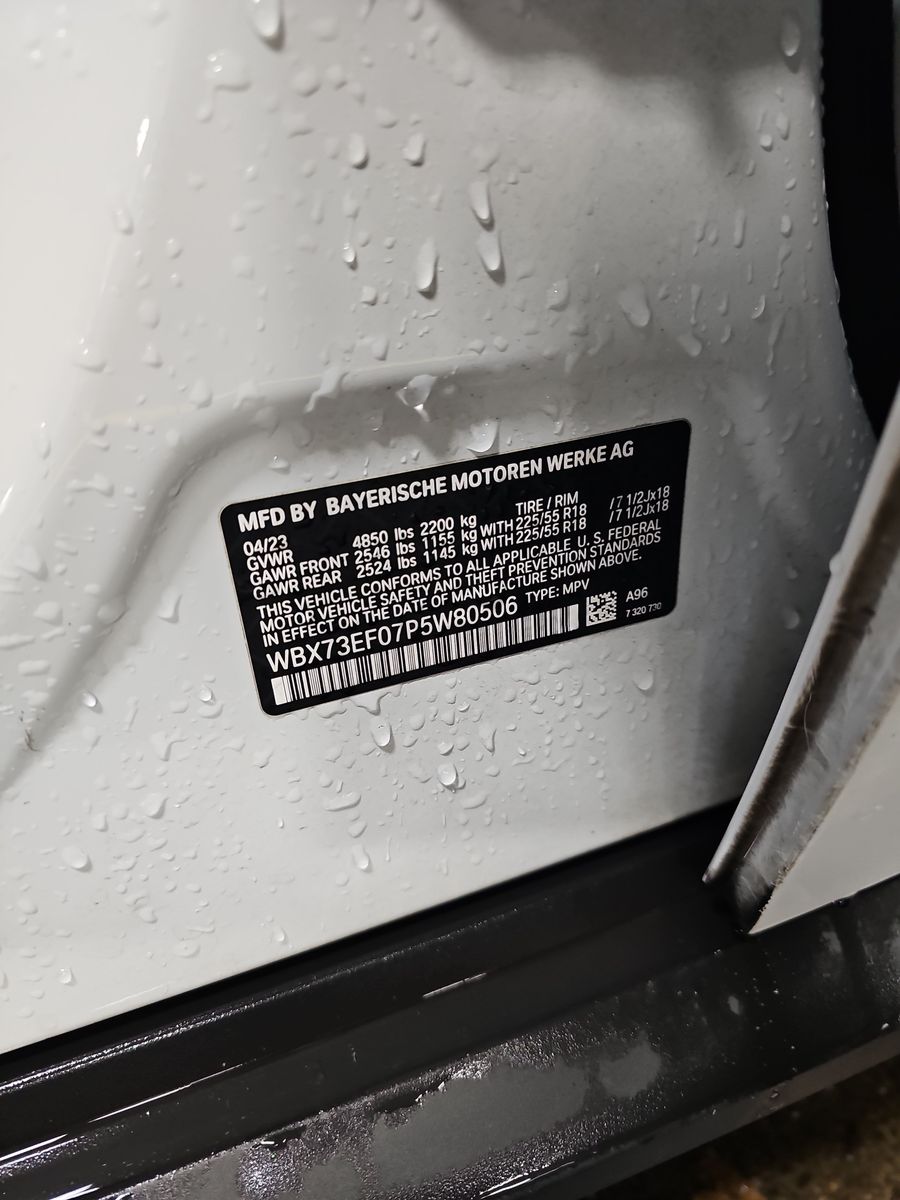 MFD BY BAYERISCHE MOTOREN WERKE AG
04/23 TIRE / RIM
GVWR 4850 lbs 2200 kg
GAWR FRONT 2546 lbs 1155 kg WITH 225/55 R18 / 7 1/2Jx18
GAWR REAR 2524 lbs 1145 kg WITH 225/55 R18 / 7 1/2Jx18
THIS VEHICLE CONFORMS TO ALL APPLICABLE U. S. FEDERAL
MOTOR VEHICLE SAFETY AND THEFT PREVENTION STANDARDS
IN EFFECT ON THE DATE OF MANUFACTURE SHOWN ABOVE.
WBX73EF07P5W80506 TYPE: MPV
A96
7 320 730